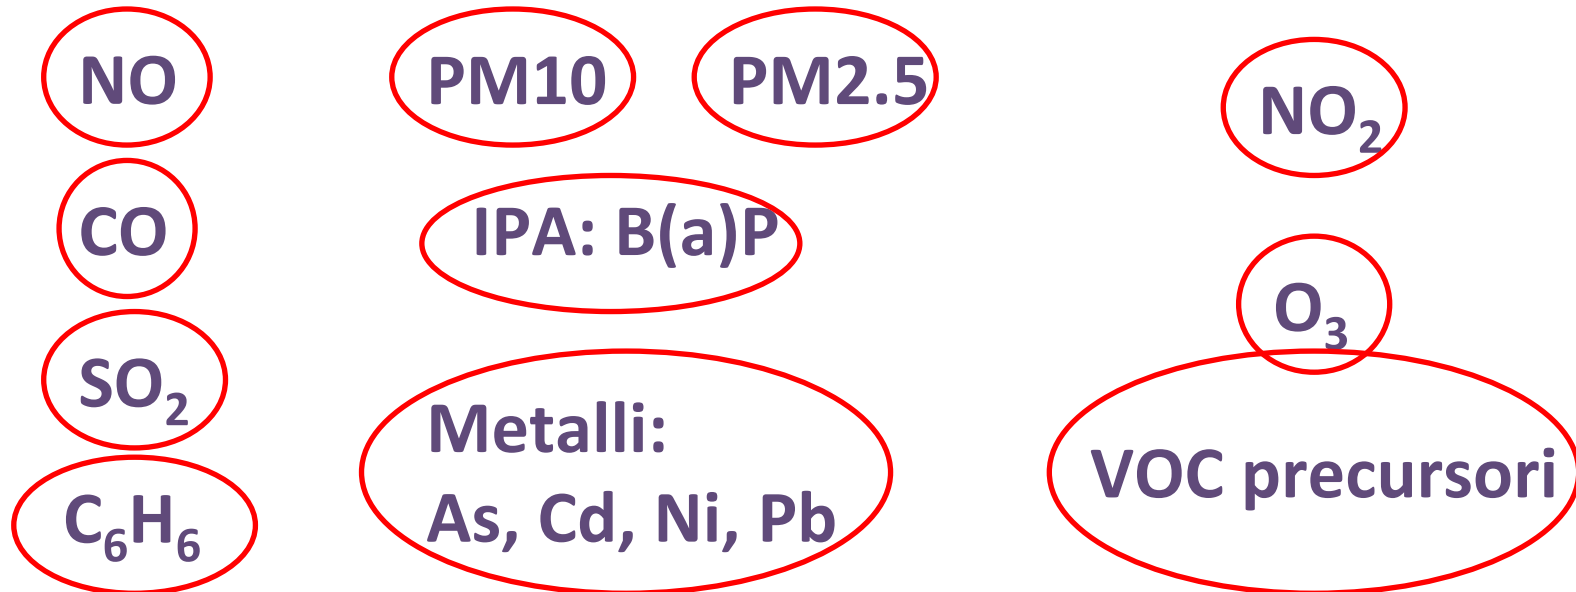 NO
CO
SO₂
C₆H₆
PM10 PM2.5
IPA: B(a)P
Metalli:
As, Cd, Ni, Pb
NO₂
O₃
VOC precursori